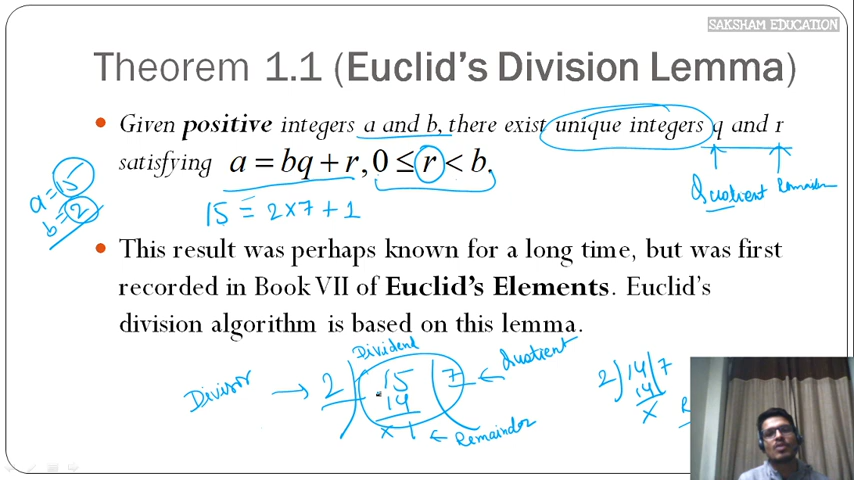 SAKSHAM EDUCATION
Theorem 1.1 (Euclid's Division Lemma)
• Given positive integers a and b, there exist unique integers q and r
satisfying a = bq + r, 0 ≤ r < b.
a = 15
b = 2
Quotient Remainder
15 = 2 × 7 + 1
• This result was perhaps known for a long time, but was first
recorded in Book VII of Euclid's Elements. Euclid's
division algorithm is based on this lemma.
Dividend
Divisor → 2 ) 15 ( 7 ← Quotient
14
× 1 ← Remainder
2 ) 14 ( 7
14
×